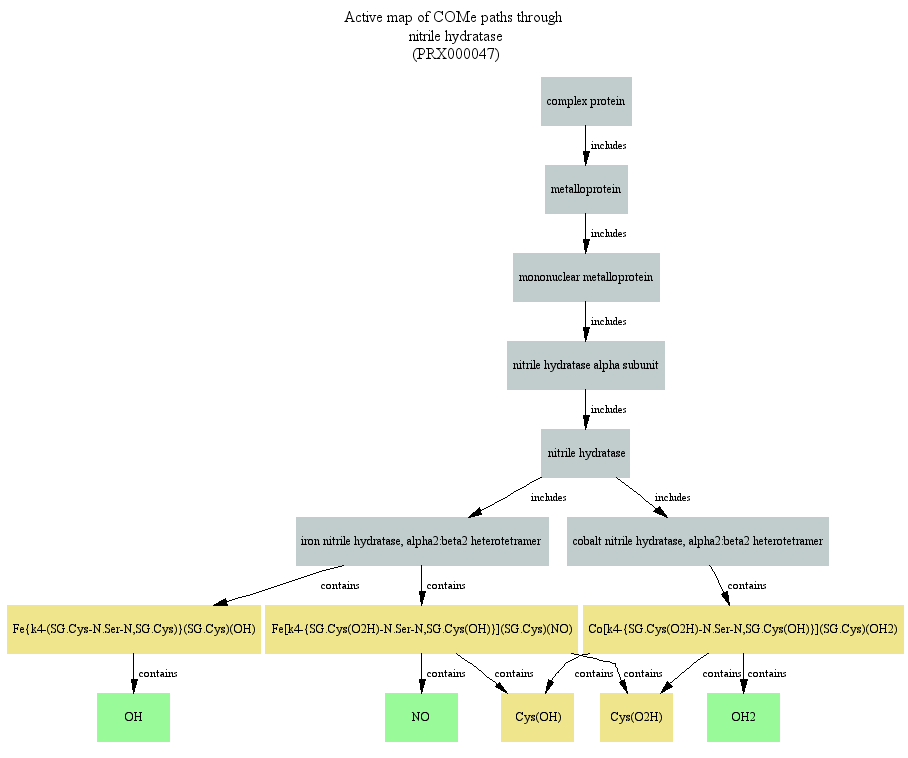 Active map of COMe paths through
nitrile hydratase
(PRX000047)
complex protein
includes
metalloprotein
includes
mononuclear metalloprotein
includes
nitrile hydratase alpha subunit
includes
nitrile hydratase
includes
includes
iron nitrile hydratase, alpha2:beta2 heterotetramer
cobalt nitrile hydratase, alpha2:beta2 heterotetramer
contains
contains
contains
Fe{k4-(SG.Cys-N.Ser-N,SG.Cys)}(SG.Cys)(OH)
Fe[k4-{SG.Cys(O2H)-N.Ser-N,SG.Cys(OH)}](SG.Cys)(NO)
Co[k4-{SG.Cys(O2H)-N.Ser-N,SG.Cys(OH)}](SG.Cys)(OH2)
contains
contains
contains
contains
contains
contains
contains
OH
NO
Cys(OH)
Cys(O2H)
OH2